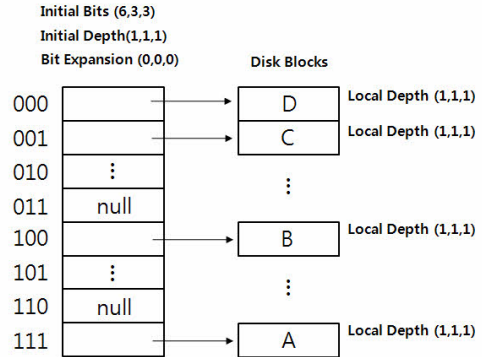 Initial Bits (6,3,3)
Initial Depth(1,1,1)
Bit Expansion (0,0,0)
Disk Blocks
000 D Local Depth (1,1,1)
001 C Local Depth (1,1,1)
010 ⋮ ⋮
011 null
100 B Local Depth (1,1,1)
101 ⋮ ⋮
110 null
111 A Local Depth (1,1,1)